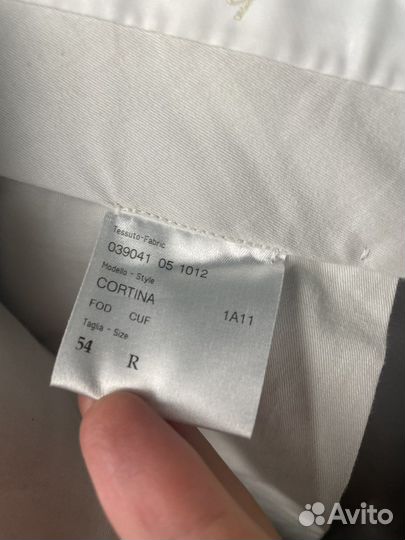 Tessuto-Fabric
039041 05 1012
Modello - Style
CORTINA
FOD CUF 1A11
Taglia - Size
54 R
Avito